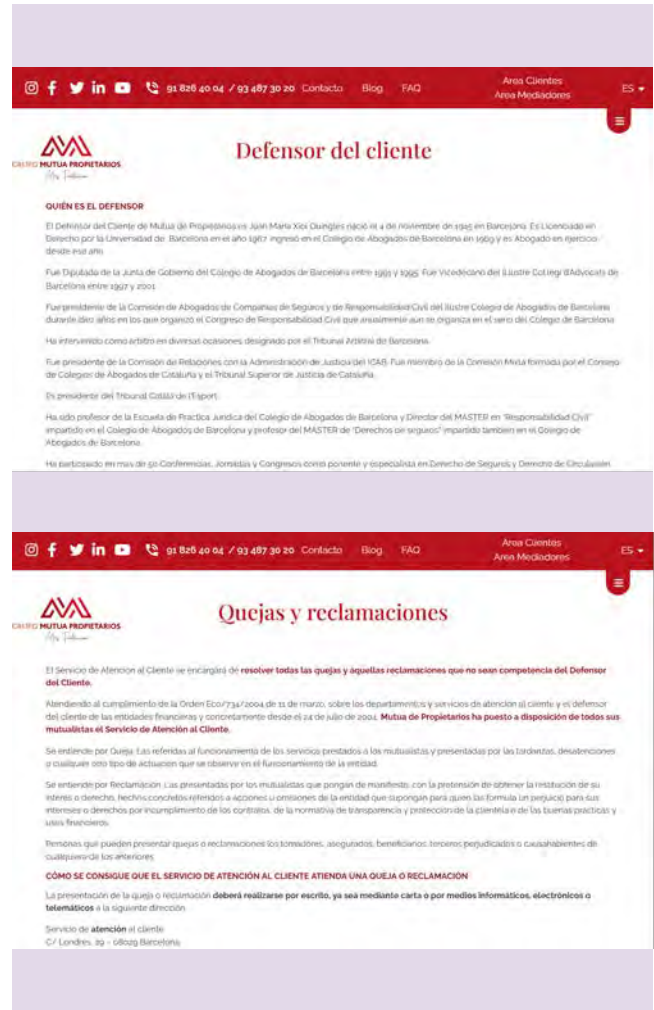 91 826 40 04 / 93 487 30 20 Contacto Blog FAQ
Area Clientes
Area Mediadores
ES
GRUPO MUTUA PROPIETARIOS
Defensor del cliente
QUIÉN ES EL DEFENSOR
El Defensor del Cliente de Mutua de Propietarios es Juan María Xiol Quingles nació el 4 de noviembre de 1945 en Barcelona. Es Licenciado en
Derecho por la Universidad de Barcelona en el año 1967 ingresó en el Colegio de Abogados de Barcelona en 1969 y es Abogado en ejercicio
desde ese año.
Fue Diputado de la Junta de Gobierno del Colegio de Abogados de Barcelona entre 1991 y 1995. Fue Vicedecano del Ilustre Col·legi d'Advocats de
Barcelona entre 1997 y 2001
Fue presidente de la Comisión de Abogados de Compañías de Seguros y de Responsabilidad Civil del Ilustre Colegio de Abogados de Barcelona
durante diez años en los que organizó el Congreso de Responsabilidad Civil que anualmente aun se organiza en el seno del Colegio de Barcelona
Ha intervenido como árbitro en diversas ocasiones designado por el Tribunal Arbitral de Barcelona.
Fue presidente de la Comisión de Relaciones con la Administración de Justicia del ICAB. Fue miembro de la Comisión Mixta formada por el Consejo
de Colegios de Abogados de Cataluña y el Tribunal Superior de Justicia de Cataluña.
Es presidente del Tribunal Català de l'Esport.
Ha sido profesor de la Escuela de Práctica Jurídica del Colegio de Abogados de Barcelona y Director del MÁSTER en "Responsabilidad Civil"
impartido en el Colegio de Abogados de Barcelona y profesor del MÁSTER de "Derechos de seguros" impartido también en el Colegio de
Abogados de Barcelona.
Ha participado en más de 50 Conferencias, Jornadas y Congresos como ponente y especialista en Derecho de Seguros y Derecho de Circulación
91 826 40 04 / 93 487 30 20 Contacto Blog FAQ
Area Clientes
Area Mediadores
ES
GRUPO MUTUA PROPIETARIOS
Quejas y reclamaciones
El Servicio de Atención al Cliente se encargará de resolver todas las quejas y aquellas reclamaciones que no sean competencia del Defensor
del Cliente.
Atendiendo al cumplimiento de la Orden Eco/734/2004 de 11 de marzo, sobre los departamentos y servicios de atención al cliente y el defensor
del cliente de las entidades financieras y concretamente desde el 24 de julio de 2004, Mutua de Propietarios ha puesto a disposición de todos sus
mutualistas el Servicio de Atención al Cliente.
Se entiende por Queja: Las referidas al funcionamiento de los servicios prestados a los mutualistas y presentadas por las tardanzas, desatenciones
o cualquier otro tipo de actuación que se observe en el funcionamiento de la entidad.
Se entiende por Reclamación: Las presentadas por los mutualistas que pongan de manifiesto, con la pretensión de obtener la restitución de su
interés o derecho, hechos concretos referidos a acciones u omisiones de la entidad que supongan para quien las formula un perjuicio para sus
intereses o derechos por incumplimiento de los contratos, de la normativa de transparencia y protección de la clientela o de las buenas prácticas y
usos financieros.
Personas que pueden presentar quejas o reclamaciones los tomadores, asegurados, beneficiarios, terceros perjudicados o causahabientes de
cualquiera de los anteriores.
CÓMO SE CONSIGUE QUE EL SERVICIO DE ATENCIÓN AL CLIENTE ATIENDA UNA QUEJA O RECLAMACIÓN
La presentación de la queja o reclamación deberá realizarse por escrito, ya sea mediante carta o por medios informáticos, electrónicos o
telemáticos a la siguiente dirección:
Servicio de atención al cliente
C/ Londres, 29 - 08029 Barcelona